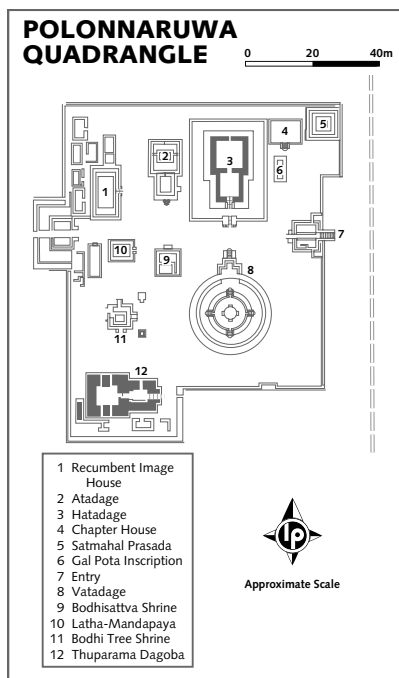 POLONNARUWA
QUADRANGLE
0 20 40m
5
4
2
3
6
1
7
10
9
8
11
12
1 Recumbent Image
House
2 Atadage
3 Hatadage
4 Chapter House
5 Satmahal Prasada
6 Gal Pota Inscription
7 Entry
8 Vatadage
9 Bodhisattva Shrine
10 Latha-Mandapaya
11 Bodhi Tree Shrine
12 Thuparama Dagoba
lp
Approximate Scale